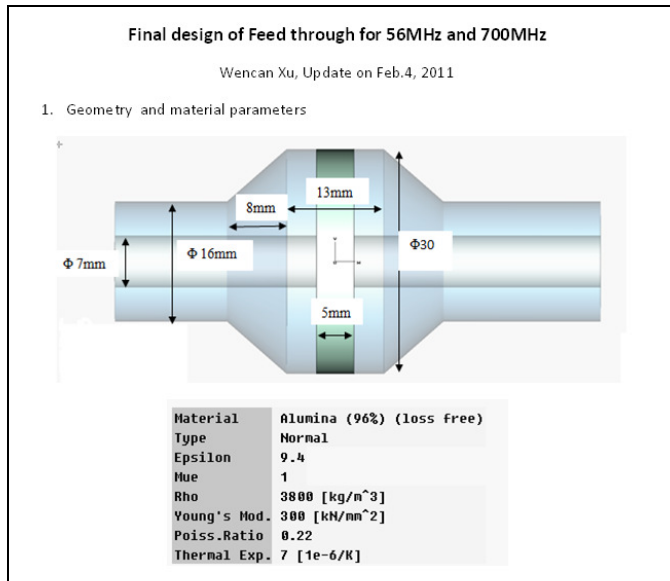 Final design of Feed through for 56MHz and 700MHz
Wencan Xu, Update on Feb.4, 2011
1. Geometry and material parameters
13mm
8mm
Φ 7mm
Φ 16mm
Φ30
5mm
Material Alumina (96%) (loss free)
Type Normal
Epsilon 9.4
Mue 1
Rho 3800 [kg/m^3]
Young's Mod. 300 [kN/mm^2]
Poiss.Ratio 0.22
Thermal Exp. 7 [1e-6/K]